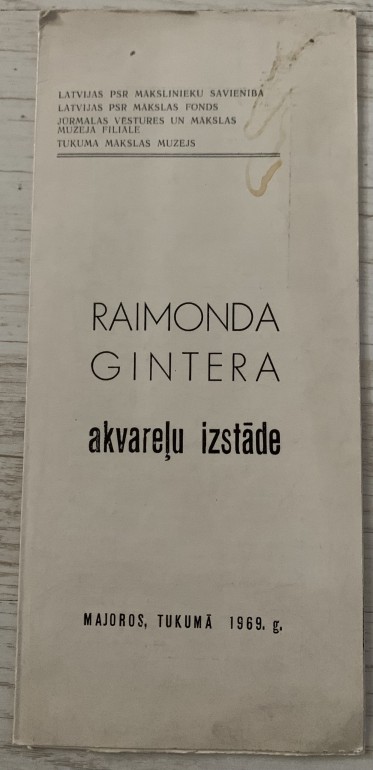 LATVIJAS PSR MĀKSLINIEKU SAVIENĪBA
LATVIJAS PSR MĀKSLAS FONDS
JŪRMALAS VĒSTURES UN MĀKSLAS
MUZEJA FILIĀLE
TUKUMA MĀKSLAS MUZEJS
RAIMONDA
GINTERA
akvareļu izstāde
MAJOROS, TUKUMĀ 1969. g.